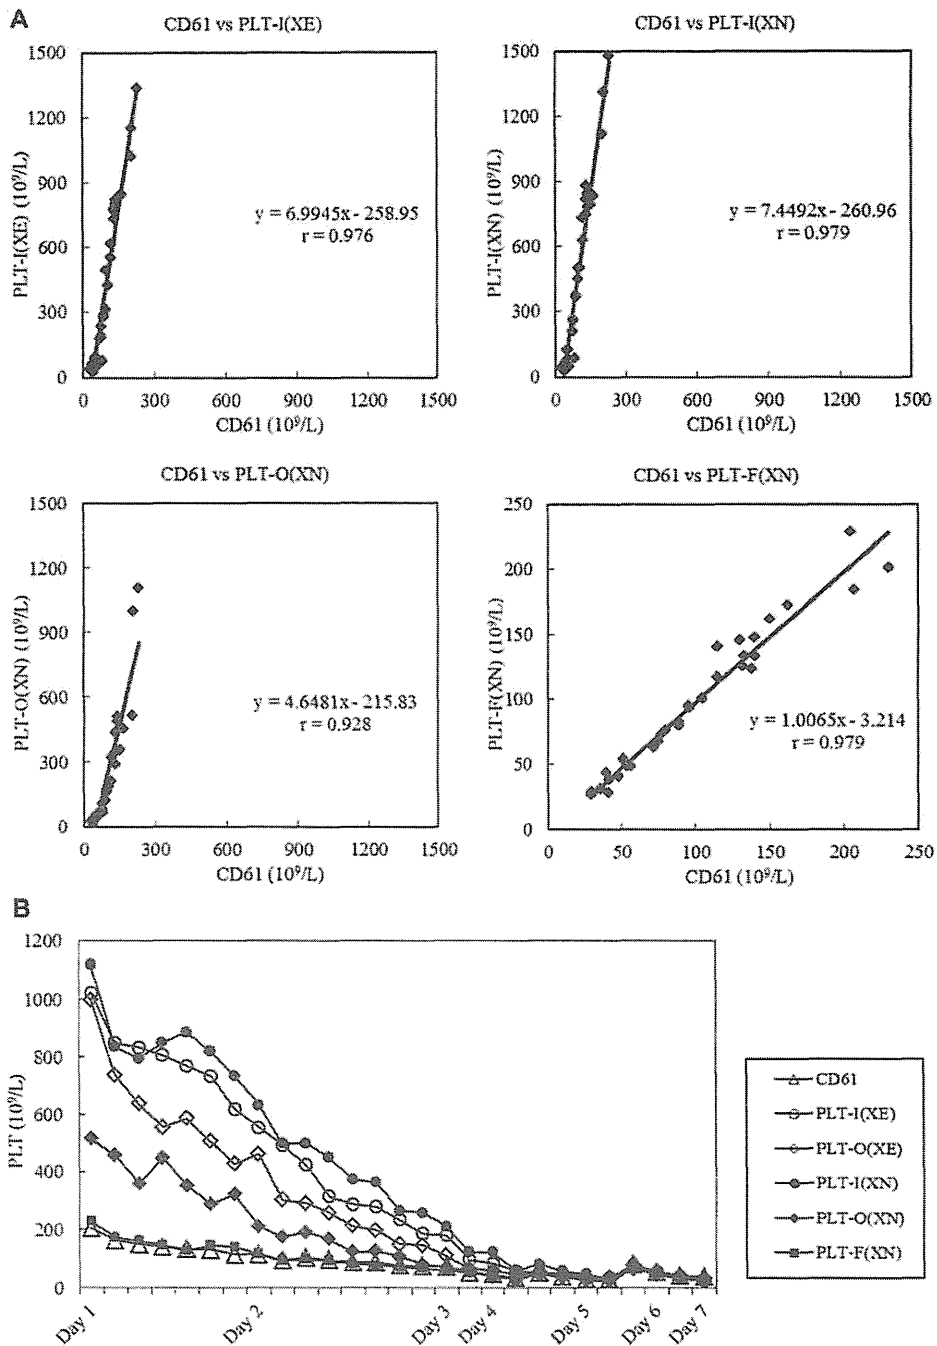 A
CD61 vs PLT-I(XE)
1500
1200
900
600
300
0
PLT-I(XE) (10⁹/L)
y = 6.9945x - 258.95
r = 0.976
0 300 600 900 1200 1500
CD61 (10⁹/L)
CD61 vs PLT-I(XN)
1500
1200
900
600
300
0
PLT-I(XN) (10⁹/L)
y = 7.4492x - 260.96
r = 0.979
0 300 600 900 1200 1500
CD61 (10⁹/L)
CD61 vs PLT-O(XN)
1500
1200
900
600
300
0
PLT-O(XN) (10⁹/L)
y = 4.6481x - 215.83
r = 0.928
0 300 600 900 1200 1500
CD61 (10⁹/L)
CD61 vs PLT-F(XN)
250
200
150
100
50
0
PLT-F(XN) (10⁹/L)
y = 1.0065x - 3.214
r = 0.979
0 50 100 150 200 250
CD61 (10⁹/L)
B
1200
1000
800
600
400
200
0
PLT (10⁹/L)
Day 1 Day 2 Day 3 Day 4 Day 5 Day 6 Day 7
CD61
PLT-I(XE)
PLT-O(XE)
PLT-I(XN)
PLT-O(XN)
PLT-F(XN)